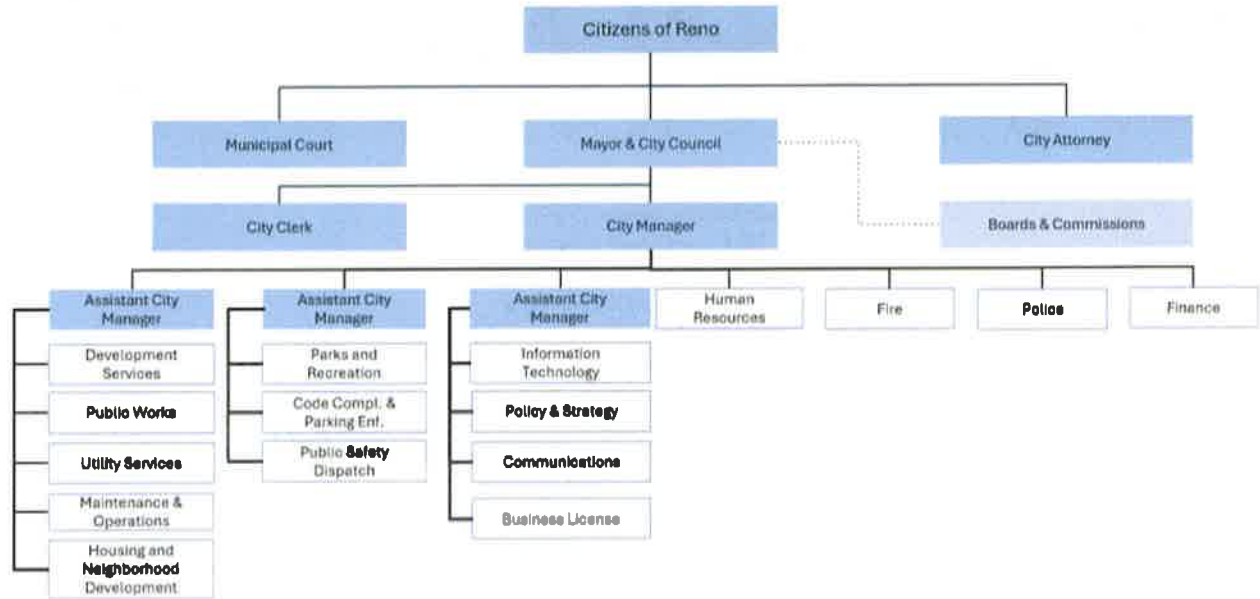 Citizens of Reno
Municipal Court
Mayor & City Council
City Attorney
City Clerk
City Manager
Boards & Commissions
Assistant City
Manager
Assistant City
Manager
Assistant City
Manager
Human
Resources
Fire
Police
Finance
Development
Services
Public Works
Utility Services
Maintenance &
Operations
Housing and
Neighborhood
Development
Parks and
Recreation
Code Compl. &
Parking Enf.
Public Safety
Dispatch
Information
Technology
Policy & Strategy
Communications
Business License